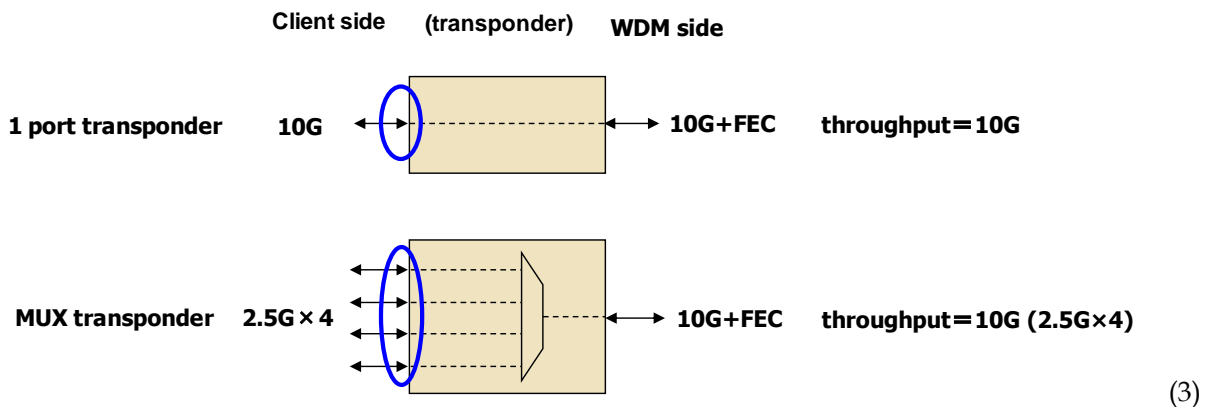 Client side (transponder) WDM side
1 port transponder 10G 10G+FEC throughput=10G
MUX transponder 2.5G×4 10G+FEC throughput=10G (2.5G×4)
(3)